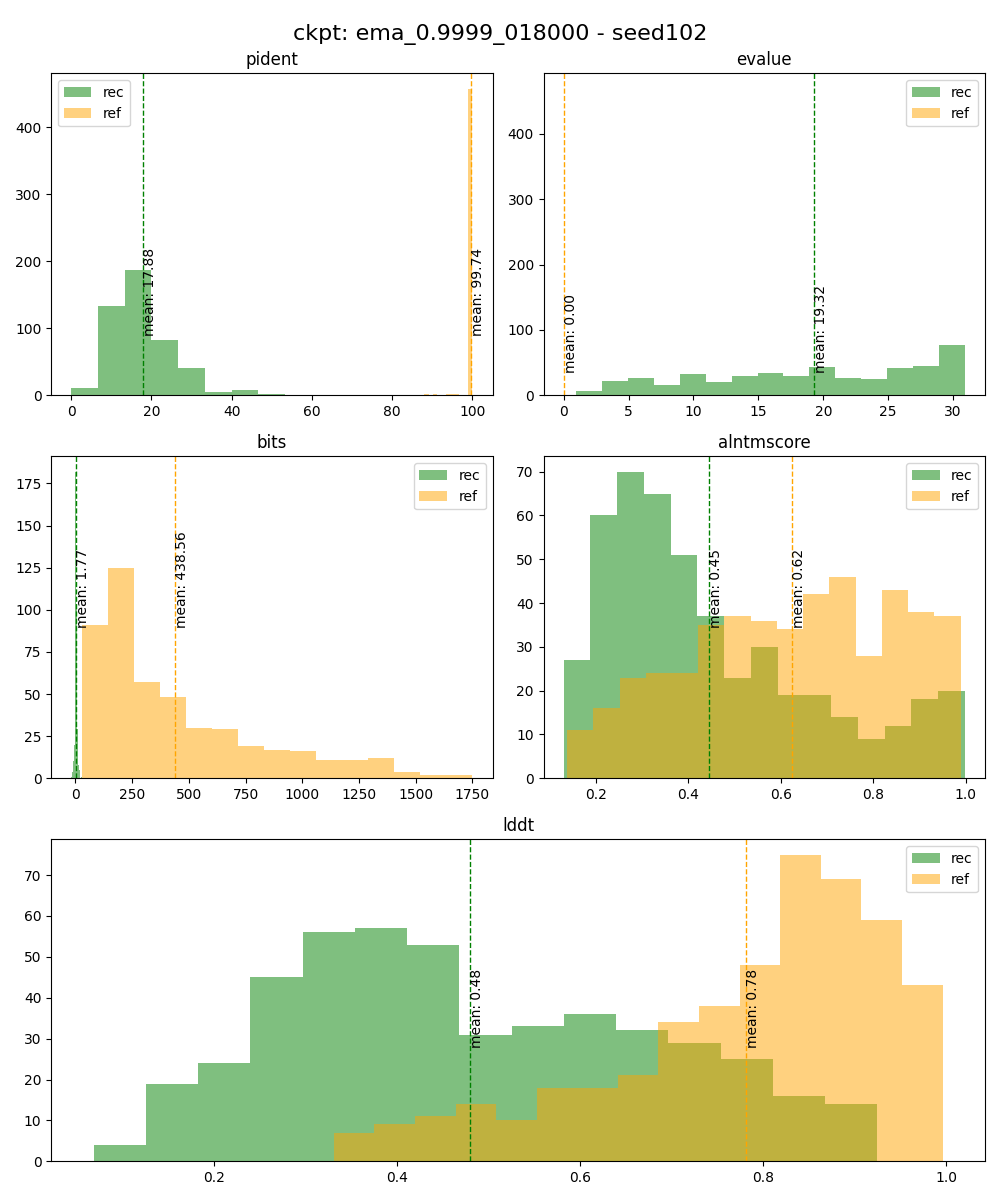 ckpt: ema_0.9999_018000 - seed102
pident
rec
ref
mean: 17.88
mean: 99.74
0
100
200
300
400
0
20
40
60
80
100
evalue
rec
ref
mean: 0.00
mean: 19.32
0
100
200
300
400
0
5
10
15
20
25
30
bits
rec
ref
mean: 1.77
mean: 438.56
0
25
50
75
100
125
150
175
0
250
500
750
1000
1250
1500
1750
alntmscore
rec
ref
mean: 0.45
mean: 0.62
0
10
20
30
40
50
60
70
0.2
0.4
0.6
0.8
1.0
lddt
rec
ref
mean: 0.48
mean: 0.78
0
10
20
30
40
50
60
70
0.2
0.4
0.6
0.8
1.0